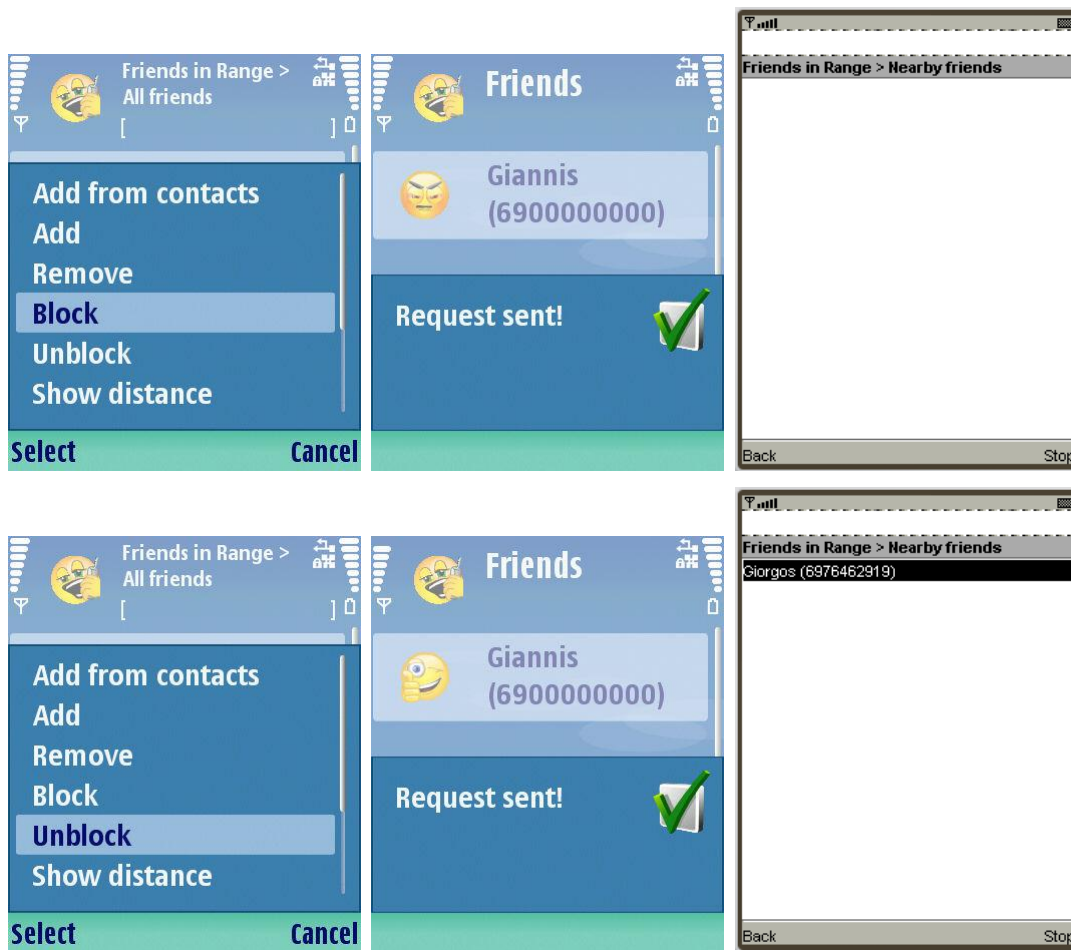 Friends in Range >
All friends
[ ]
Add from contacts
Add
Remove
Block
Unblock
Show distance
Select Cancel
Friends
Giannis
(6900000000)
Request sent!
Friends in Range > Nearby friends
Back Stop
Friends in Range >
All friends
[ ]
Add from contacts
Add
Remove
Block
Unblock
Show distance
Select Cancel
Friends
Giannis
(6900000000)
Request sent!
Friends in Range > Nearby friends
Giorgos (6976462919)
Back Stop